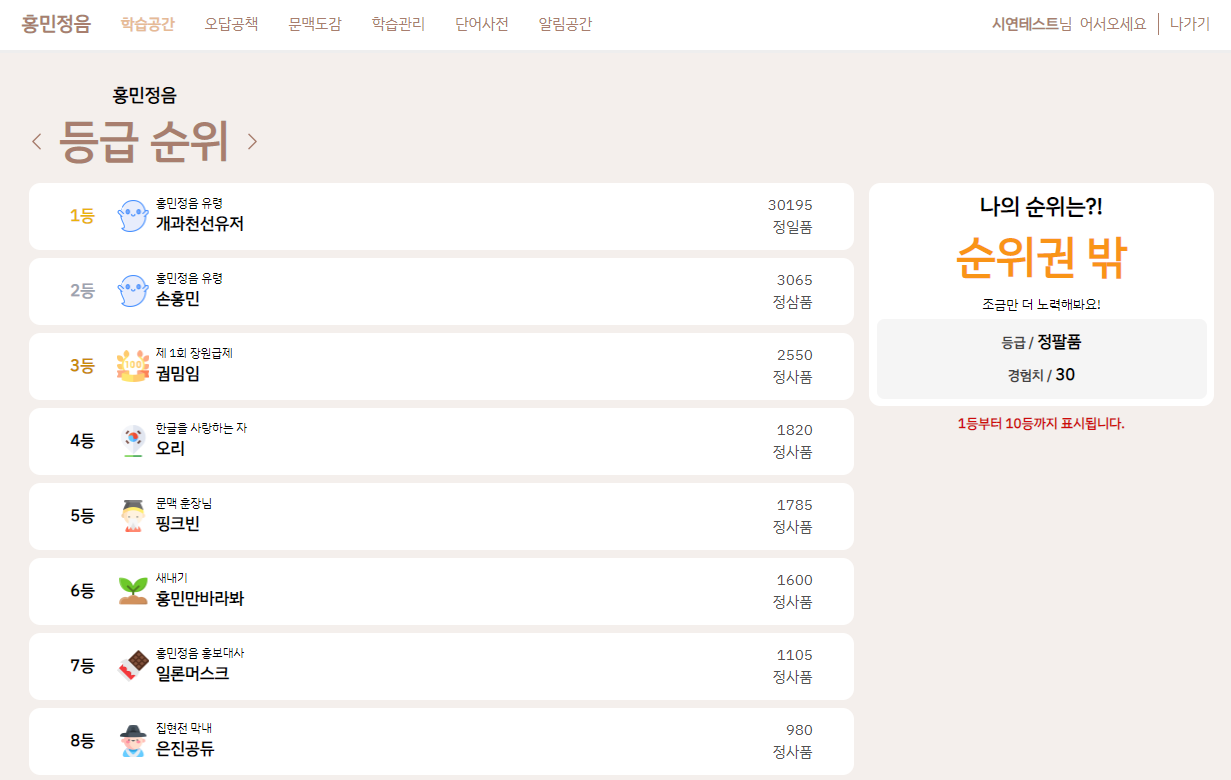 홍민정음 학습공간 오답공책 문맥도감 학습관리 단어사전 알림공간 시연테스트님 어서오세요 나가기
홍민정음
< 등급 순위 >
1등
홍민정음 유령
개과천선유저
30195
정일품
2등
홍민정음 유령
손홍민
3065
정삼품
3등
100
제 1회 장원급제
궘밈임
2550
정사품
4등
한글을 사랑하는 자
오리
1820
정사품
5등
문맥 훈장님
핑크빈
1785
정사품
6등
새내기
홍민만바라봐
1600
정사품
7등
홍민정음 홍보대사
일론머스크
1105
정사품
8등
집현전 막내
은진공듀
980
정사품
나의 순위는?!
순위권 밖
조금만 더 노력해봐요!
등급 / 정팔품
경험치 / 30
1등부터 10등까지 표시됩니다.